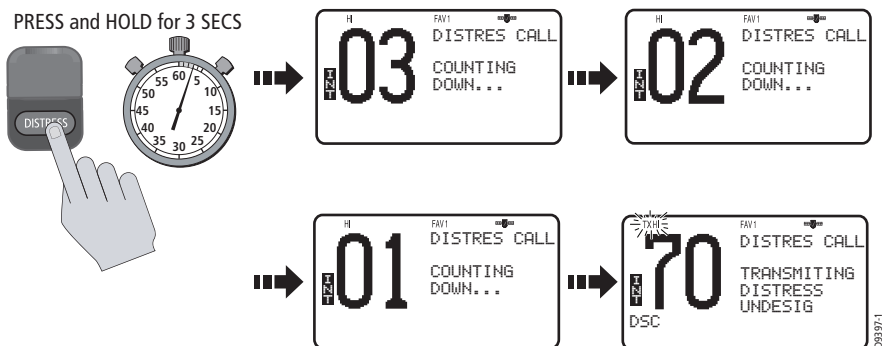 PRESS and HOLD for 3 SECS
DISTRESS
60
5
10
15
20
25
30
35
40
45
50
55
HI FAV1
03 DISTRES CALL
INT
COUNTING
DOWN...
HI FAV1
02 DISTRES CALL
INT
COUNTING
DOWN...
HI FAV1
01 DISTRES CALL
INT
COUNTING
DOWN...
TXHI FAV1
70 DISTRES CALL
INT
TRANSMITING
DISTRESS
UNDESIG
DSC
D9397-1